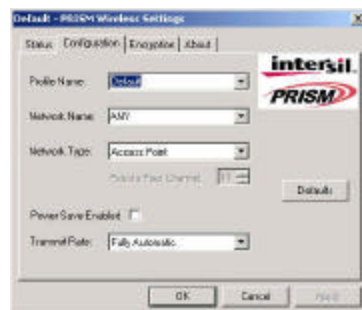 Default - PRISM Wireless Settings
Status Configuration Encryption About
intersil.
PRISM
Profile Name: Default
Network Name: ANY
Network Type: Access Point
Defaults
Power Save Enabled:
Transmit Rate: Fully Automatic
OK Cancel